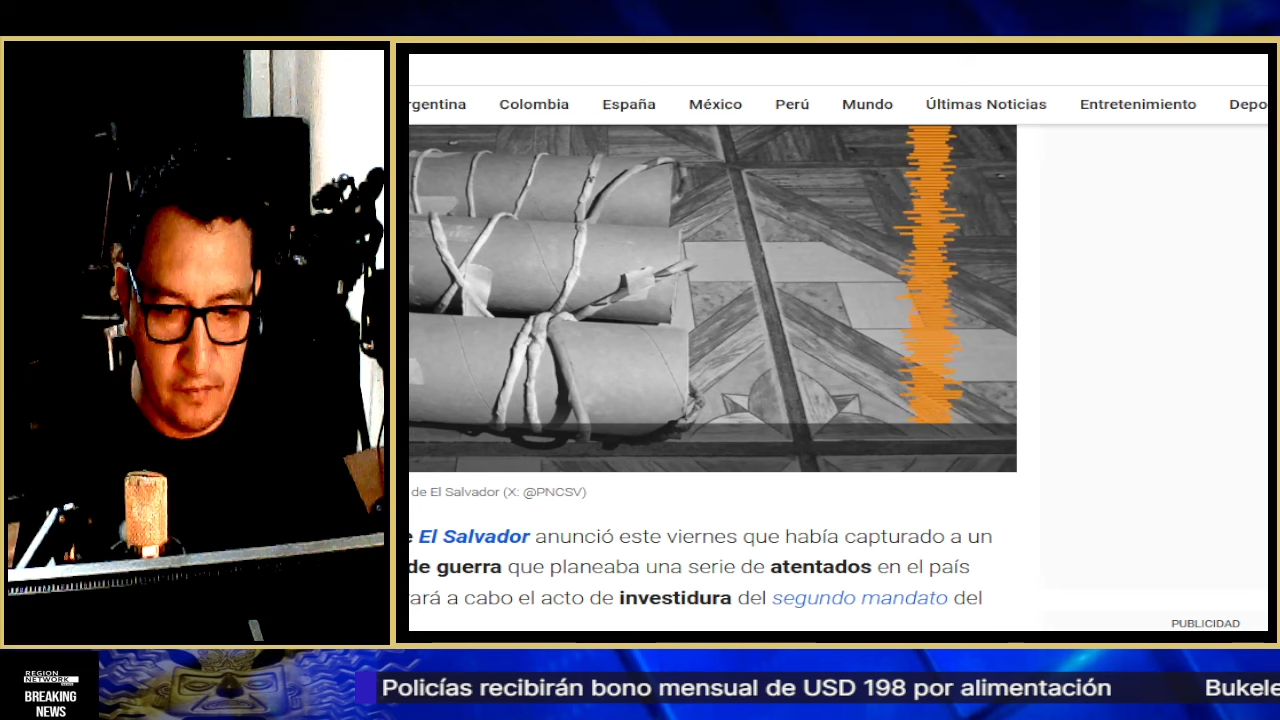 rgentina Colombia España México Perú Mundo Últimas Noticias Entretenimiento Depo
de El Salvador (X: @PNCSV)
e El Salvador anunció este viernes que había capturado a un
de guerra que planeaba una serie de atentados en el país
ará a cabo el acto de investidura del segundo mandato del
PUBLICIDAD
REGION
NETWORK
BREAKING
NEWS
Policías recibirán bono mensual de USD 198 por alimentación Bukele